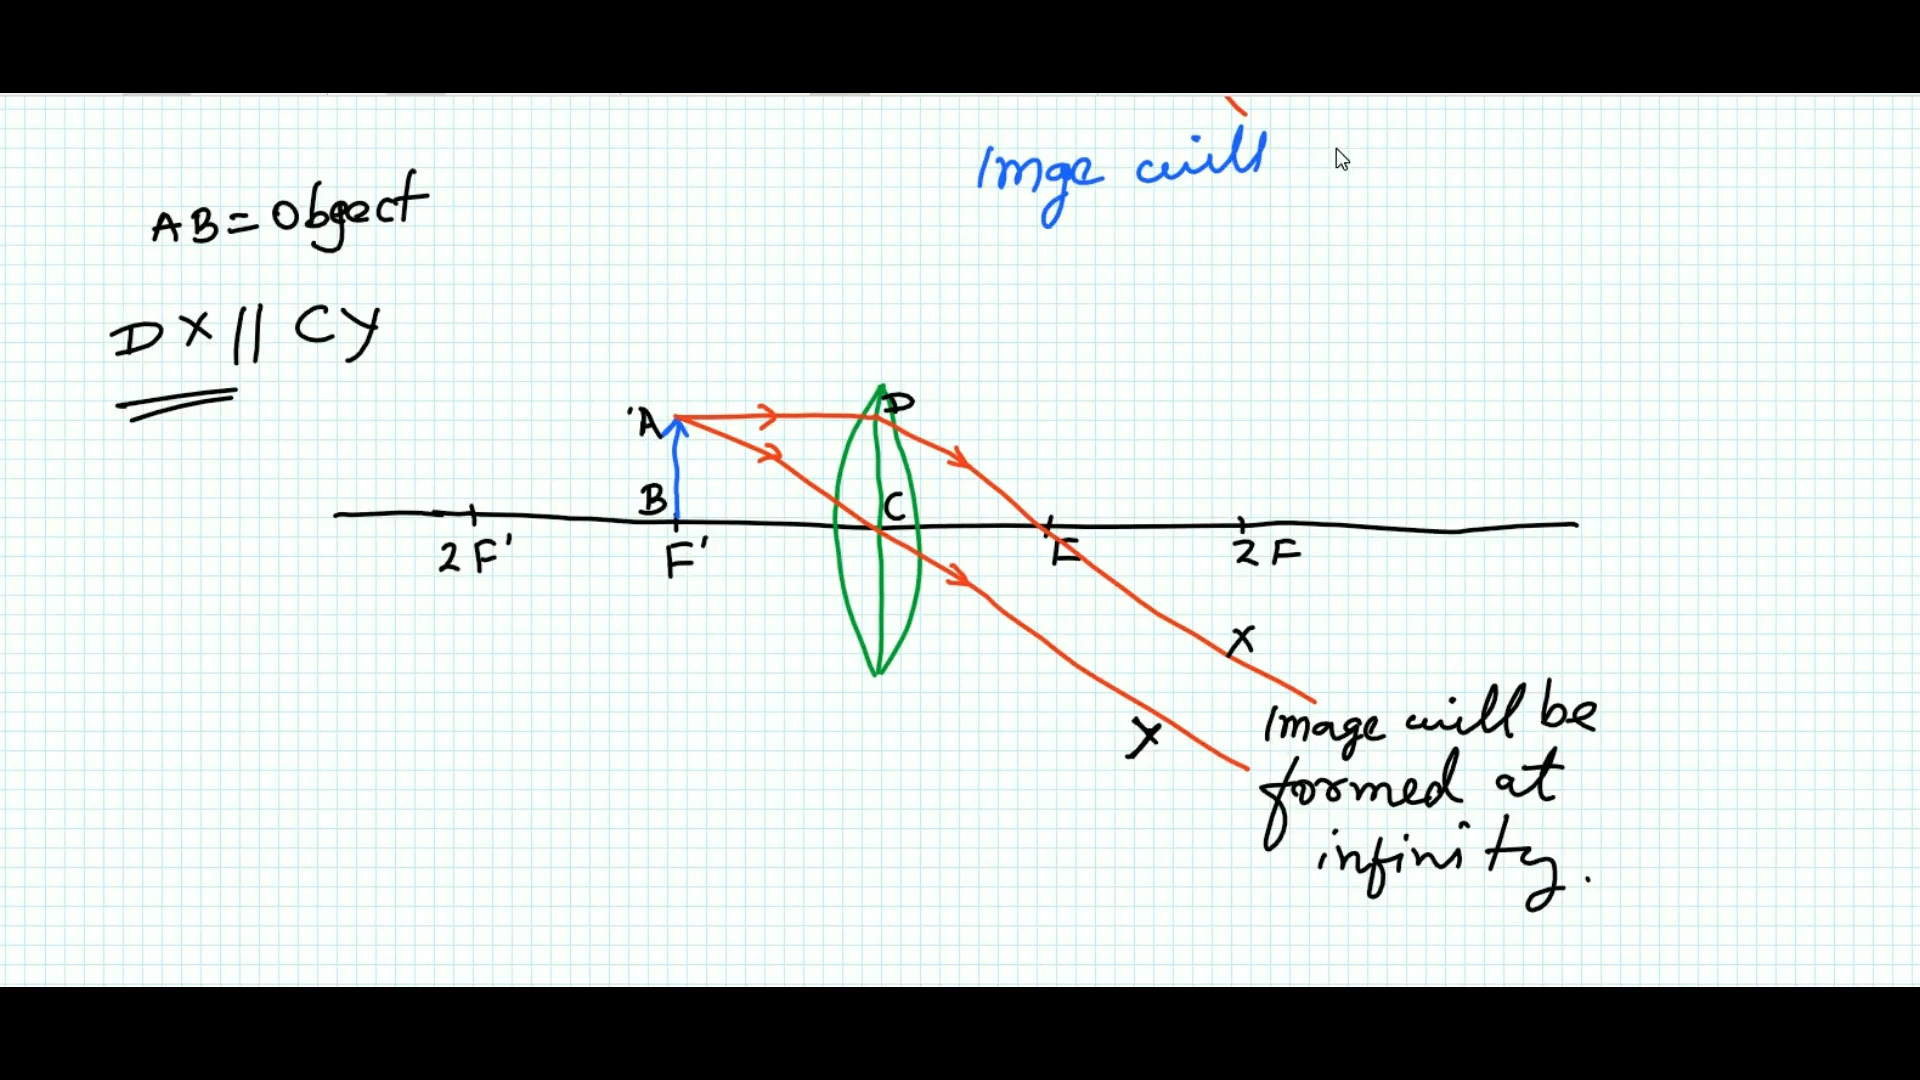 Imge will
AB = Object
DX || CY
A
D
B
C
2F'
F'
F
2F
X
Y
Image will be
formed at
infinity.